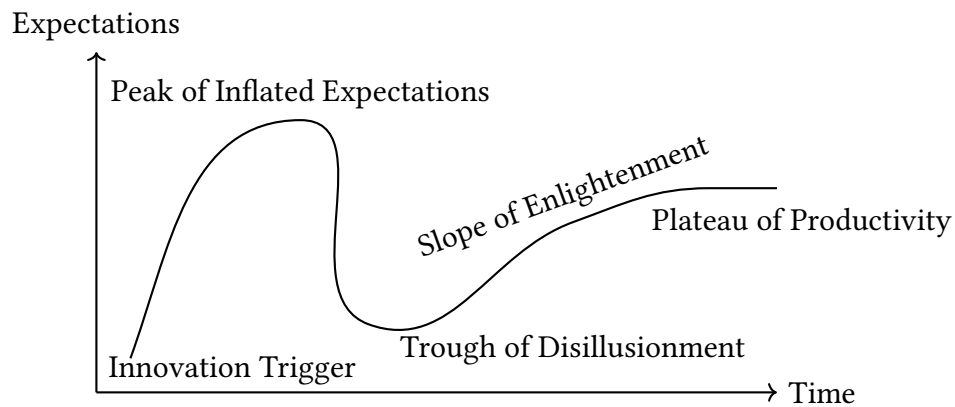 Expectations
Peak of Inflated Expectations
Slope of Enlightenment
Plateau of Productivity
Trough of Disillusionment
Innovation Trigger
Time